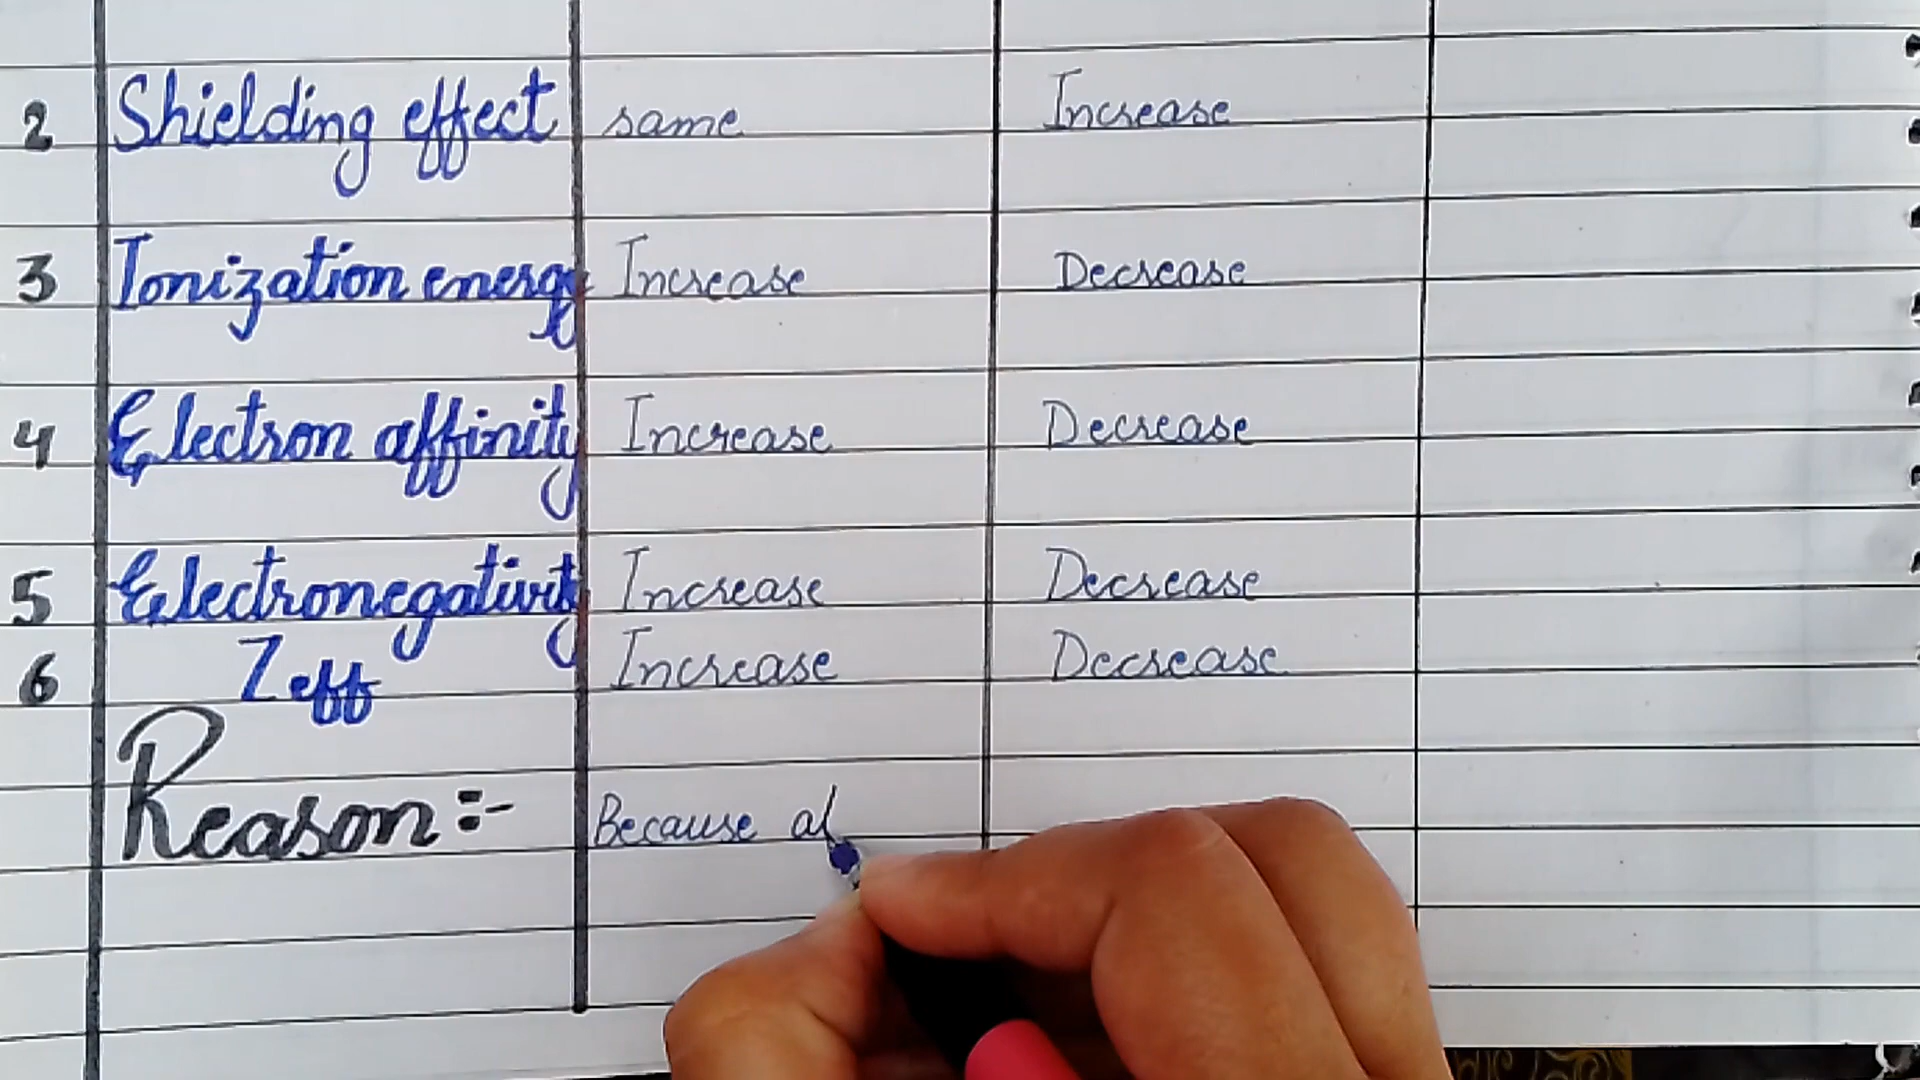 2 Shielding effect same Increase
3 Ionization energy Increase Decrease
4 Electron affinity Increase Decrease
5 Electronegativity Increase Decrease
6 Zeff Increase Decrease
Reason:- Because